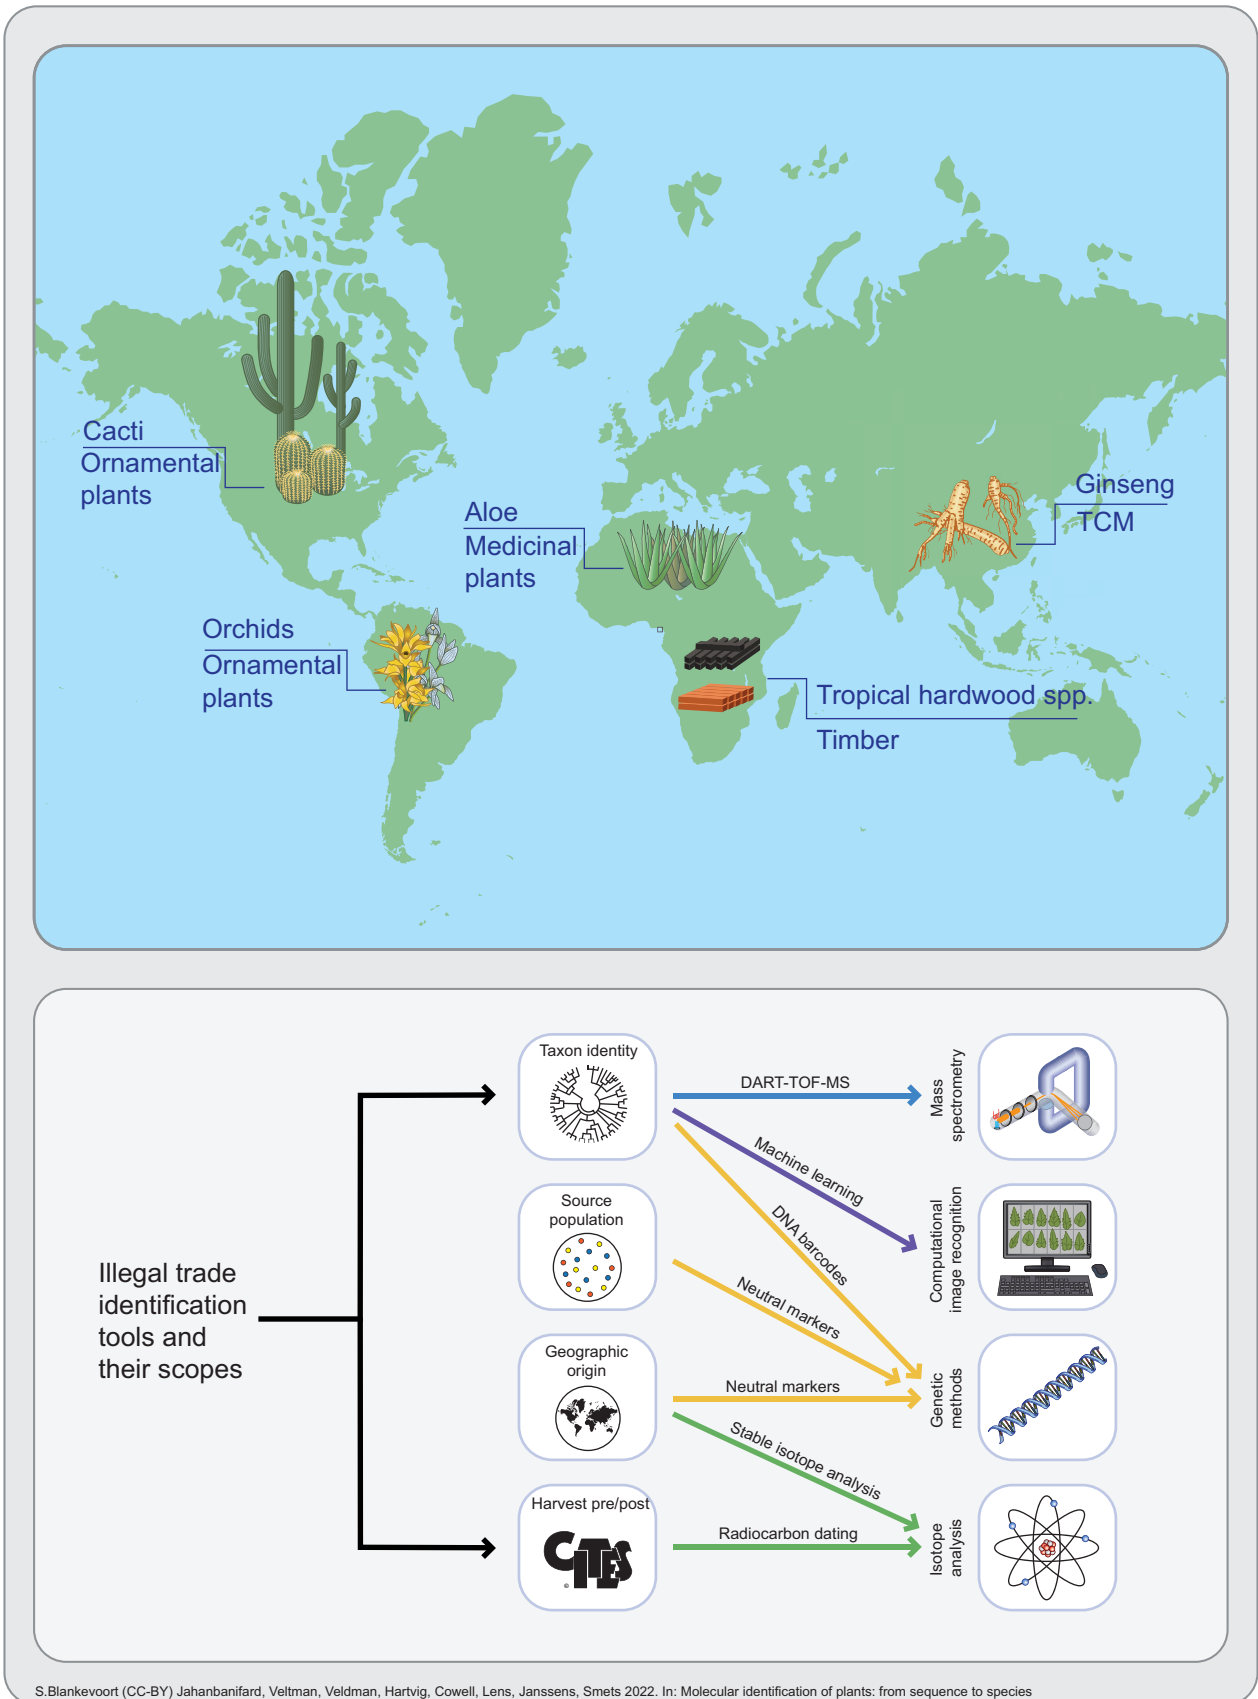 Cacti
Ornamental
plants
Aloe
Medicinal
plants
Ginseng
TCM
Orchids
Ornamental
plants
Tropical hardwood spp.
Timber
Illegal trade
identification
tools and
their scopes
Taxon identity
Source
population
Geographic
origin
Harvest pre/post
©
CITES
DART-TOF-MS
Machine learning
DNA barcodes
Neutral markers
Neutral markers
Stable isotope analysis
Radiocarbon dating
Mass
spectrometry
Computational
image recognition
Genetic
methods
Isotope
analysis
S.Blankevoort (CC-BY) Jahanbanifard, Veltman, Veldman, Hartvig, Cowell, Lens, Janssens, Smets 2022. In: Molecular identification of plants: from sequence to species